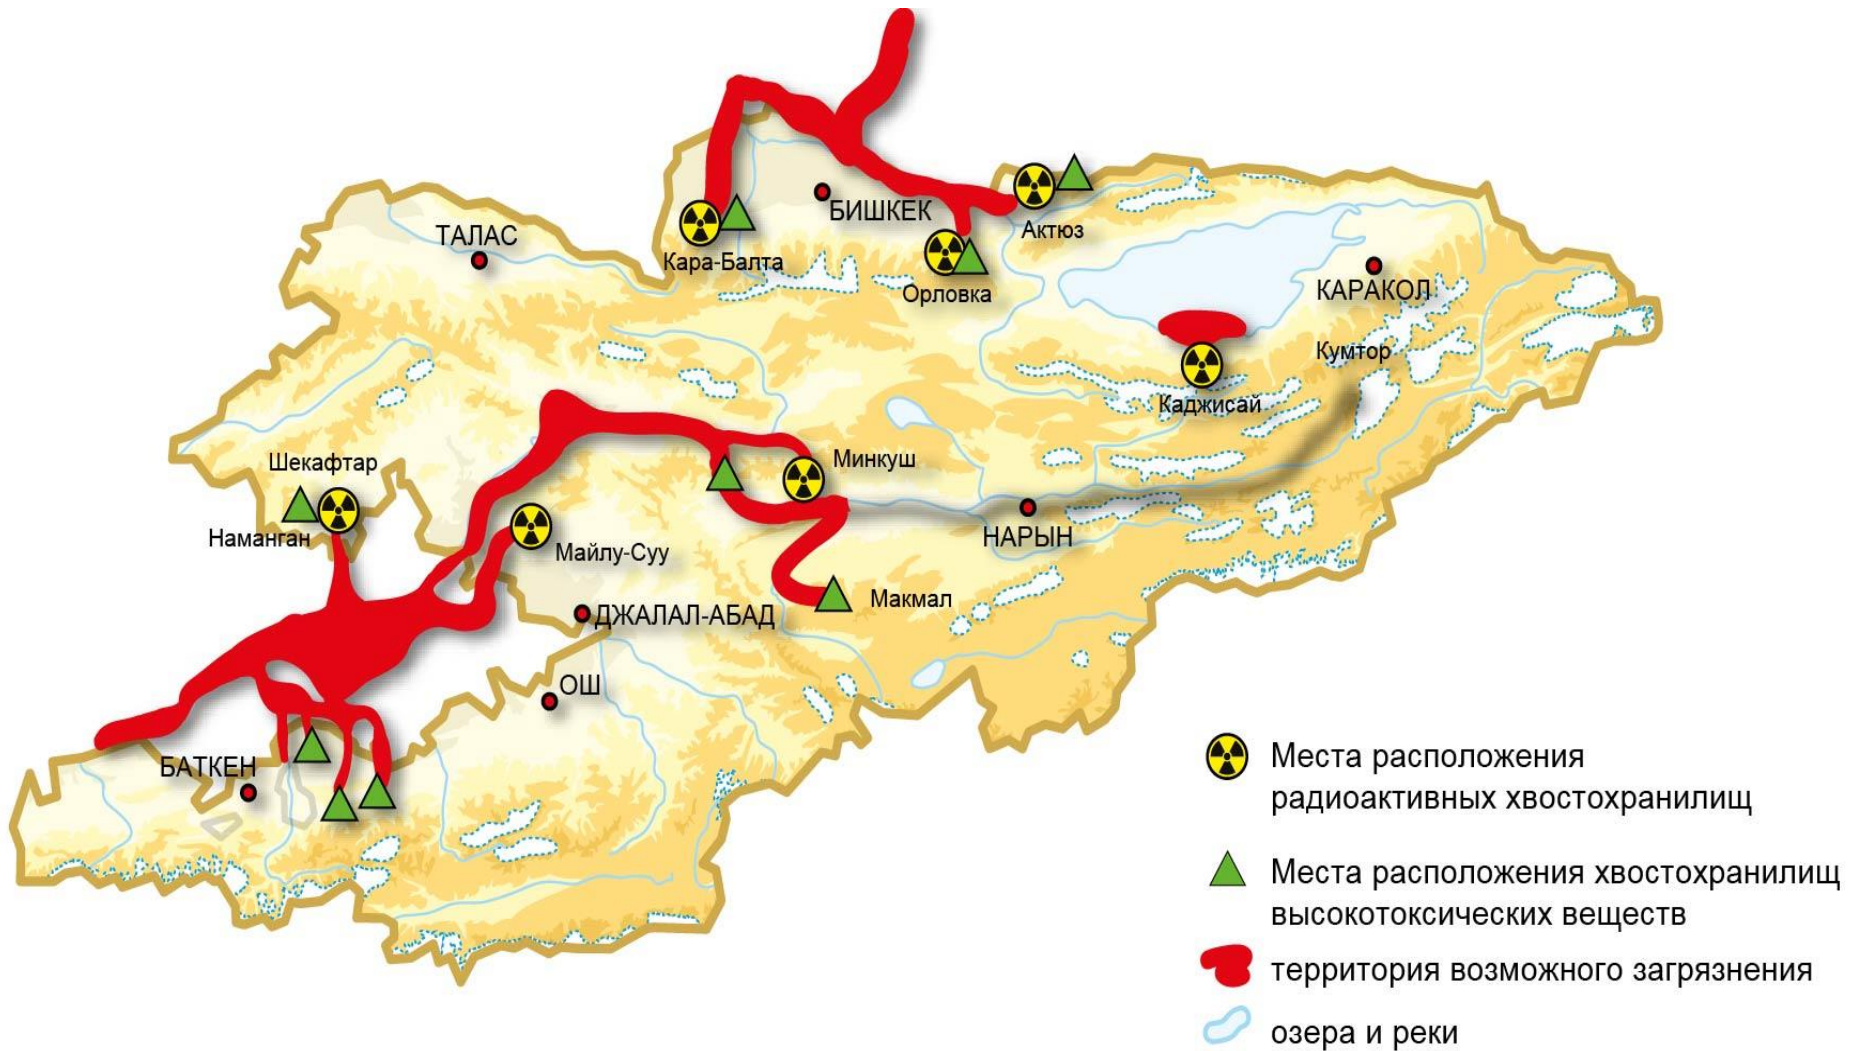 ТАЛАС
БИШКЕК
Кара-Балта
Актюз
Орловка
КАРАКОЛ
Кумтор
Каджисай
Шекафтар
Минкуш
Наманган
Майлу-Суу
НАРЫН
Макмал
ДЖАЛАЛ-АБАД
ОШ
БАТКЕН
Места расположения
радиоактивных хвостохранилищ
Места расположения хвостохранилищ
высокотоксических веществ
территория возможного загрязнения
озера и реки